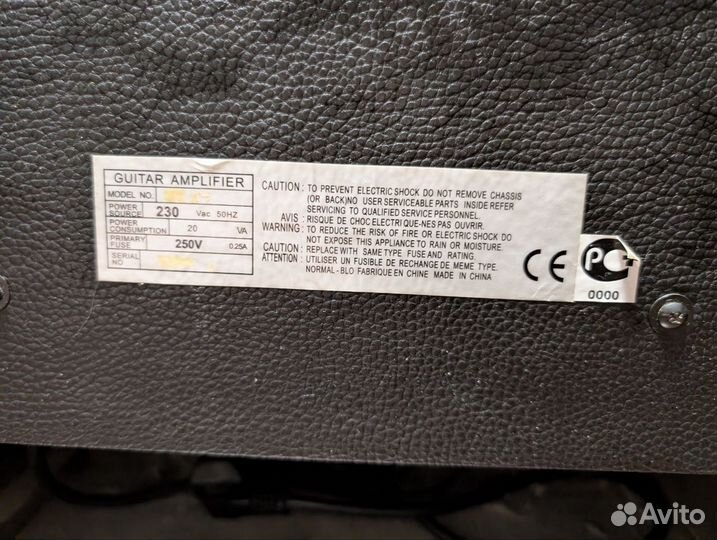 GUITAR AMPLIFIER
MODEL NO.
POWER SOURCE 230 Vac 50HZ
POWER CONSUMPTION 20 VA
PRIMARY FUSE 250V 0.25A
SERIAL NO
CAUTION : TO PREVENT ELECTRIC SHOCK DO NOT REMOVE CHASSIS
(OR BACK)NO USER SERVICEABLE PARTS INSIDE REFER
SERVICING TO QUALIFIED SERVICE PERSONNEL.
AVIS : RISQUE DE CHOC ELECTRIQUE-NES PAS OUVRIR.
WARNING : TO REDUCE THE RISK OF FIRE OR ELECTRIC SHOCK DO
NOT EXPOSE THIS APPLIANCE TO RAIN OR MOISTURE.
CAUTION : REPLACE WITH SAME TYPE FUSE AND RATING.
ATTENTION : UTILISER UN FUSIBLE DE RECHANGE DE MEME TYPE.
NORMAL - BLO FABRIQUE EN CHINE MADE IN CHINA
CE
РС
0000
Avito